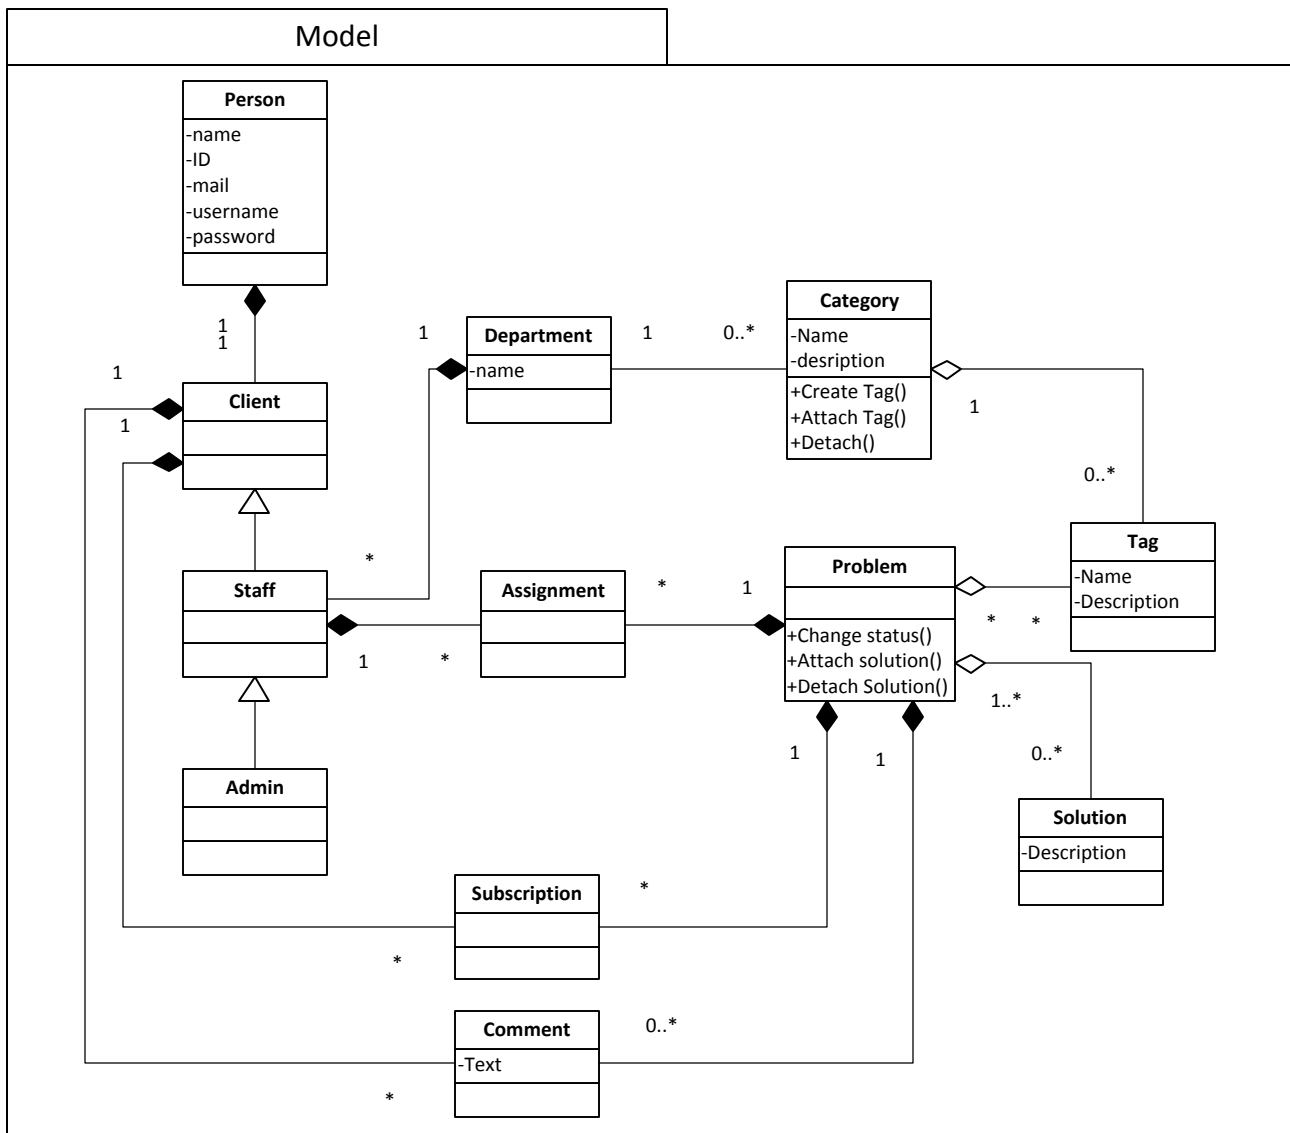 Model
Person
-name
-ID
-mail
-username
-password
1
1
1
1
Client
1
Department
-name
1
0..*
Category
-Name
-desription
+Create Tag()
+Attach Tag()
+Detach()
1
0..*
Tag
-Name
-Description
*
Staff
1
*
Assignment
*
1
Problem
+Change status()
+Attach solution()
+Detach Solution()
*
*
1..*
0..*
Solution
-Description
1
1
Admin
Subscription
*
*
Comment
-Text
0..*
*